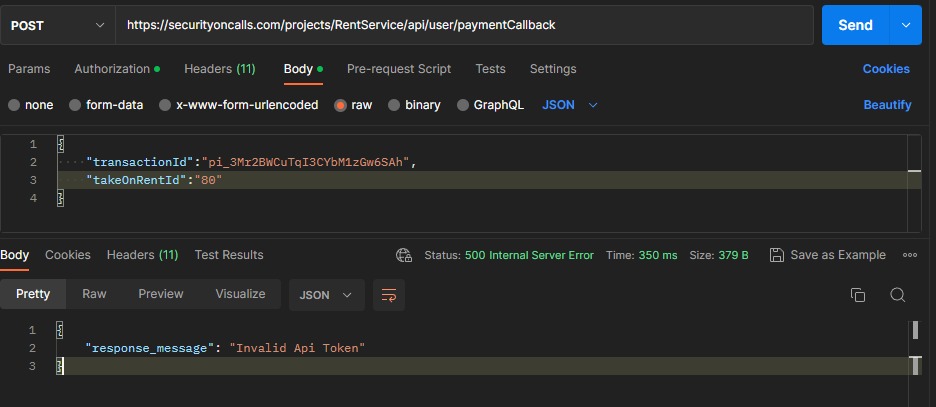 POST https://securityoncalls.com/projects/RentService/api/user/paymentCallback Send
Params Authorization Headers (11) Body Pre-request Script Tests Settings Cookies
none form-data x-www-form-urlencoded raw binary GraphQL JSON Beautify
1 {
2 "transactionId":"pi_3Mr2BWCuTqI3CYbM1zGw6SAh",
3 "takeOnRentId":"80"
4 }
Body Cookies Headers (11) Test Results Status: 500 Internal Server Error Time: 350 ms Size: 379 B Save as Example
Pretty Raw Preview Visualize JSON
1 {
2 "response_message": "Invalid Api Token"
3 }